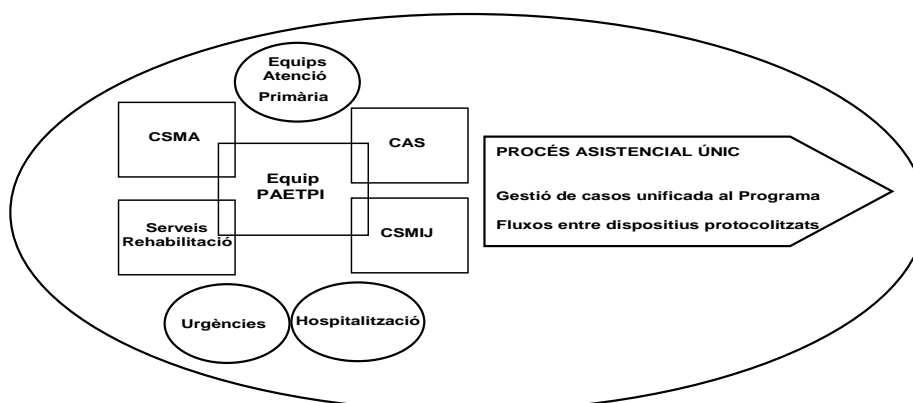 Equips
Atenció
Primària
CSMA
CAS
Equip
PAETPI
Serveis
Rehabilitació
CSMIJ
Urgències
Hospitalització
PROCÉS ASISTENCIAL ÚNIC
Gestió de casos unificada al Programa
Fluxos entre dispositius protocolitzats